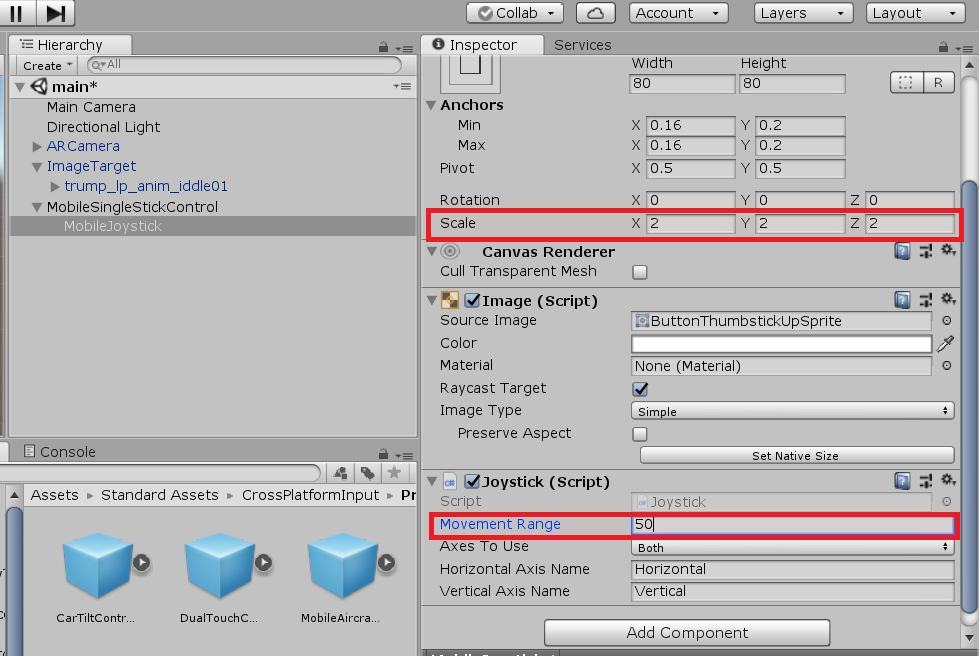 Collab Account Layers Layout
Hierarchy
Create All
main*
Main Camera
Directional Light
ARCamera
ImageTarget
trump_lp_anim_iddle01
MobileSingleStickControl
MobileJoystick
Console
Assets Standard Assets CrossPlatformInput Pr
CarTiltContr... DualTouchC... MobileAircra...
Inspector Services
Width Height
80 80 R
Anchors
Min X 0.16 Y 0.2
Max X 0.16 Y 0.2
Pivot X 0.5 Y 0.5
Rotation X 0 Y 0 Z 0
Scale X 2 Y 2 Z 2
Canvas Renderer
Cull Transparent Mesh
Image (Script)
Source Image ButtonThumbstickUpSprite
Color
Material None (Material)
Raycast Target
Image Type Simple
Preserve Aspect
Set Native Size
Joystick (Script)
Script Joystick
Movement Range 50
Axes To Use Both
Horizontal Axis Name Horizontal
Vertical Axis Name Vertical
Add Component